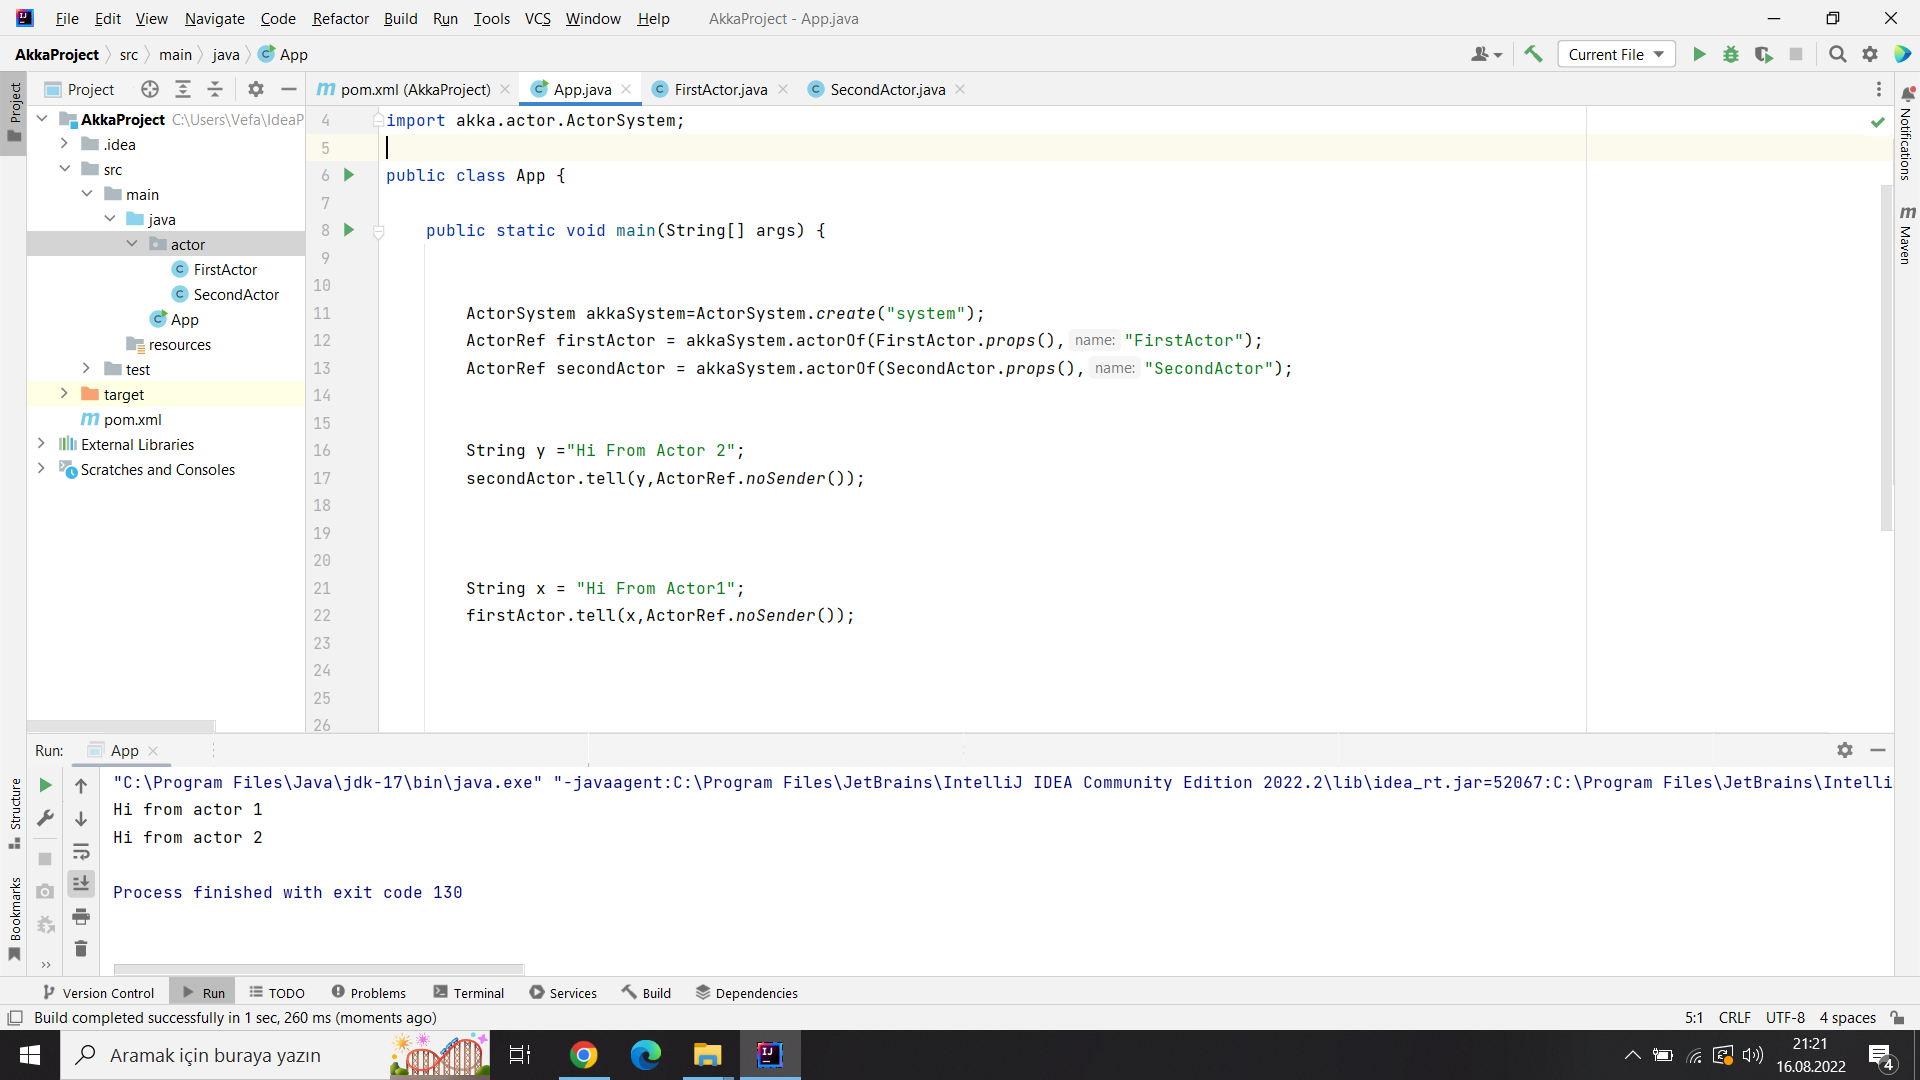 File Edit View Navigate Code Refactor Build Run Tools VCS Window Help AkkaProject - App.java
AkkaProject src main java App Current File
Project pom.xml (AkkaProject) App.java FirstActor.java SecondActor.java
Project
Notifications
Maven
AkkaProject C:\Users\Vefa\IdeaP
.idea
src
main
java
actor
FirstActor
SecondActor
App
resources
test
target
pom.xml
External Libraries
Scratches and Consoles
4 import akka.actor.ActorSystem;
5
6 public class App {
7
8 public static void main(String[] args) {
9
10
11 ActorSystem akkaSystem=ActorSystem.create("system");
12 ActorRef firstActor = akkaSystem.actorOf(FirstActor.props(), name: "FirstActor");
13 ActorRef secondActor = akkaSystem.actorOf(SecondActor.props(), name: "SecondActor");
14
15
16 String y ="Hi From Actor 2";
17 secondActor.tell(y,ActorRef.noSender());
18
19
20
21 String x = "Hi From Actor1";
22 firstActor.tell(x,ActorRef.noSender());
23
24
25
26
Run: App
Structure
Bookmarks
"C:\Program Files\Java\jdk-17\bin\java.exe" "-javaagent:C:\Program Files\JetBrains\IntelliJ IDEA Community Edition 2022.2\lib\idea_rt.jar=52067:C:\Program Files\JetBrains\Intelli
Hi from actor 1
Hi from actor 2
Process finished with exit code 130
Version Control Run TODO Problems Terminal Services Build Dependencies
Build completed successfully in 1 sec, 260 ms (moments ago) 5:1 CRLF UTF-8 4 spaces
Aramak için buraya yazın
21:21
16.08.2022
4